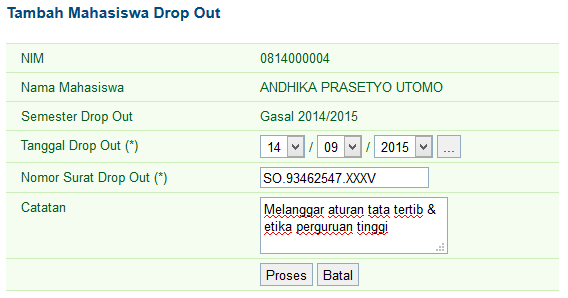 Tambah Mahasiswa Drop Out
NIM 0814000004
Nama Mahasiswa ANDHIKA PRASETYO UTOMO
Semester Drop Out Gasal 2014/2015
Tanggal Drop Out (*) 14 / 09 / 2015 ...
Nomor Surat Drop Out (*) SO.93462547.XXXV
Catatan Melanggar aturan tata tertib &
etika perguruan tinggi
Proses Batal